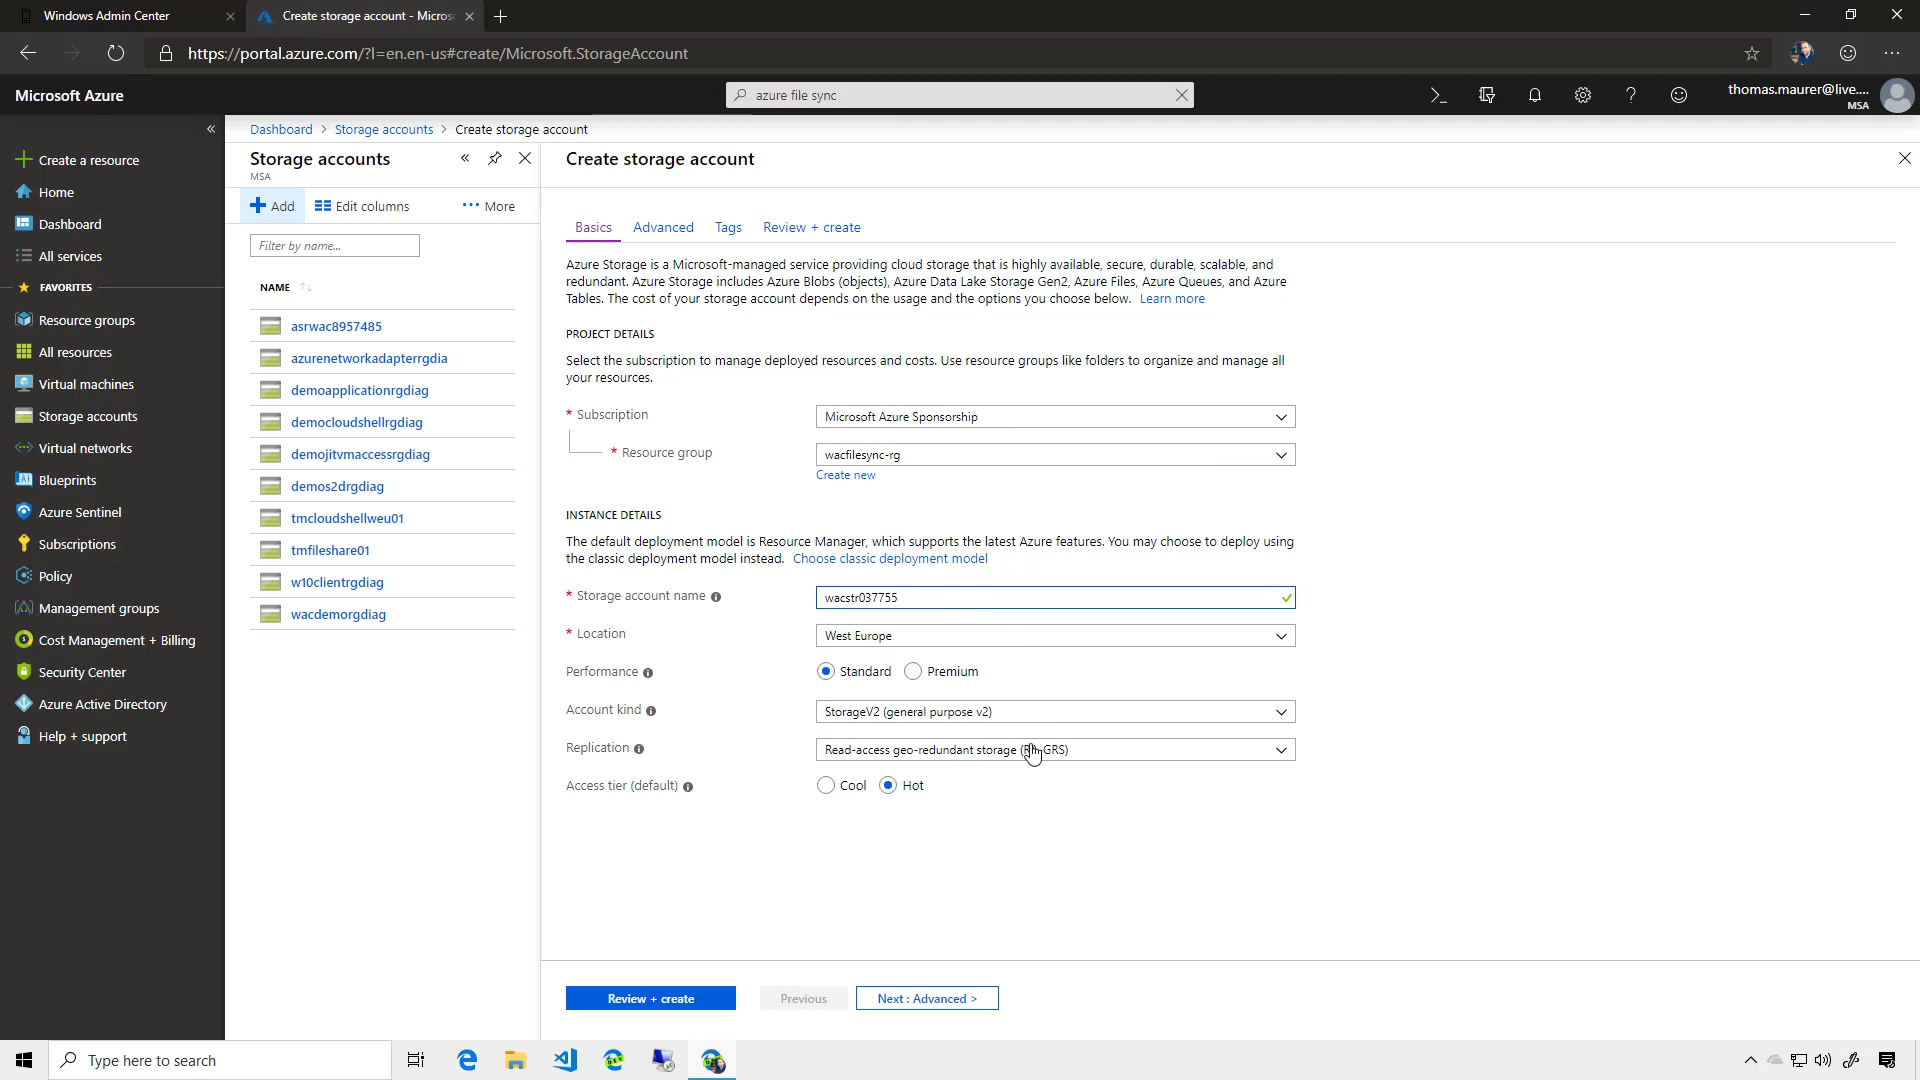 Windows Admin Center
Create storage account - Micros
https://portal.azure.com/?l=en.en-us#create/Microsoft.StorageAccount
Microsoft Azure
azure file sync
thomas.maurer@live....
MSA
Create a resource
Home
Dashboard
All services
FAVORITES
Resource groups
All resources
Virtual machines
Storage accounts
Virtual networks
Blueprints
Azure Sentinel
Subscriptions
Policy
Management groups
Cost Management + Billing
Security Center
Azure Active Directory
Help + support
Dashboard > Storage accounts > Create storage account
Storage accounts
MSA
Add
Edit columns
More
Filter by name...
NAME
asrwac8957485
azurenetworkadapterrgdia
demoapplicationrgdiag
democloudshellrgdiag
demojitvmaccessrgdiag
demos2drgdiag
tmcloudshellweu01
tmfileshare01
w10clientrgdiag
wacdemorgdiag
Create storage account
Basics
Advanced
Tags
Review + create
Azure Storage is a Microsoft-managed service providing cloud storage that is highly available, secure, durable, scalable, and
redundant. Azure Storage includes Azure Blobs (objects), Azure Data Lake Storage Gen2, Azure Files, Azure Queues, and Azure
Tables. The cost of your storage account depends on the usage and the options you choose below. Learn more
PROJECT DETAILS
Select the subscription to manage deployed resources and costs. Use resource groups like folders to organize and manage all
your resources.
* Subscription
Microsoft Azure Sponsorship
* Resource group
wacfilesync-rg
Create new
INSTANCE DETAILS
The default deployment model is Resource Manager, which supports the latest Azure features. You may choose to deploy using
the classic deployment model instead. Choose classic deployment model
* Storage account name
wacstr037755
* Location
West Europe
Performance
Standard
Premium
Account kind
StorageV2 (general purpose v2)
Replication
Read-access geo-redundant storage GRS)
Access tier (default)
Cool
Hot
Review + create
Previous
Next : Advanced >
Type here to search